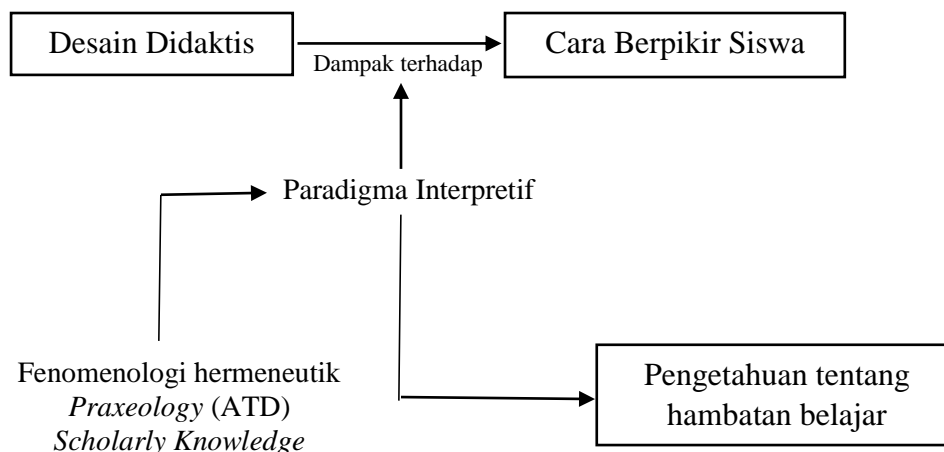 Desain Didaktis
Dampak terhadap
Cara Berpikir Siswa
Paradigma Interpretif
Fenomenologi hermeneutik
Praxeology (ATD)
Scholarly Knowledge
Pengetahuan tentang
hambatan belajar